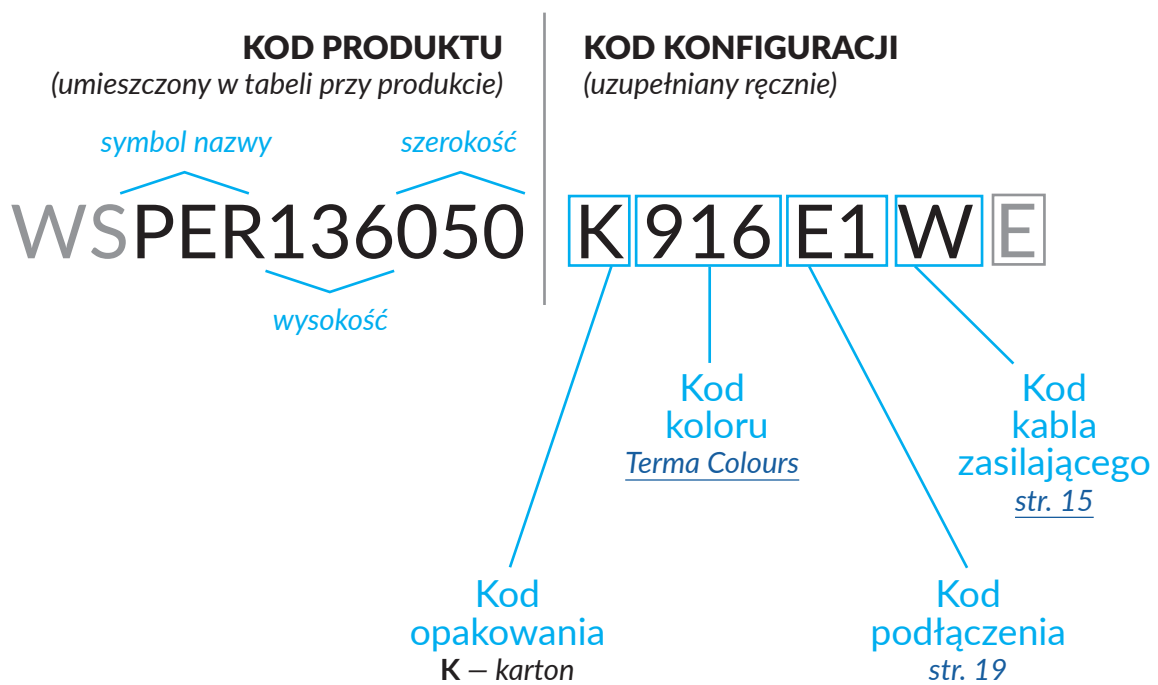 KOD PRODUKTU
(umieszczony w tabeli przy produkcie)
KOD KONFIGURACJI
(uzupełniany ręcznie)
symbol nazwy
szerokość
WSPER136050
K 916 E1 W E
wysokość
Kod
koloru
Terma Colours
Kod
kabla
zasilającego
str. 15
Kod
opakowania
K – karton
Kod
podłączenia
str. 19